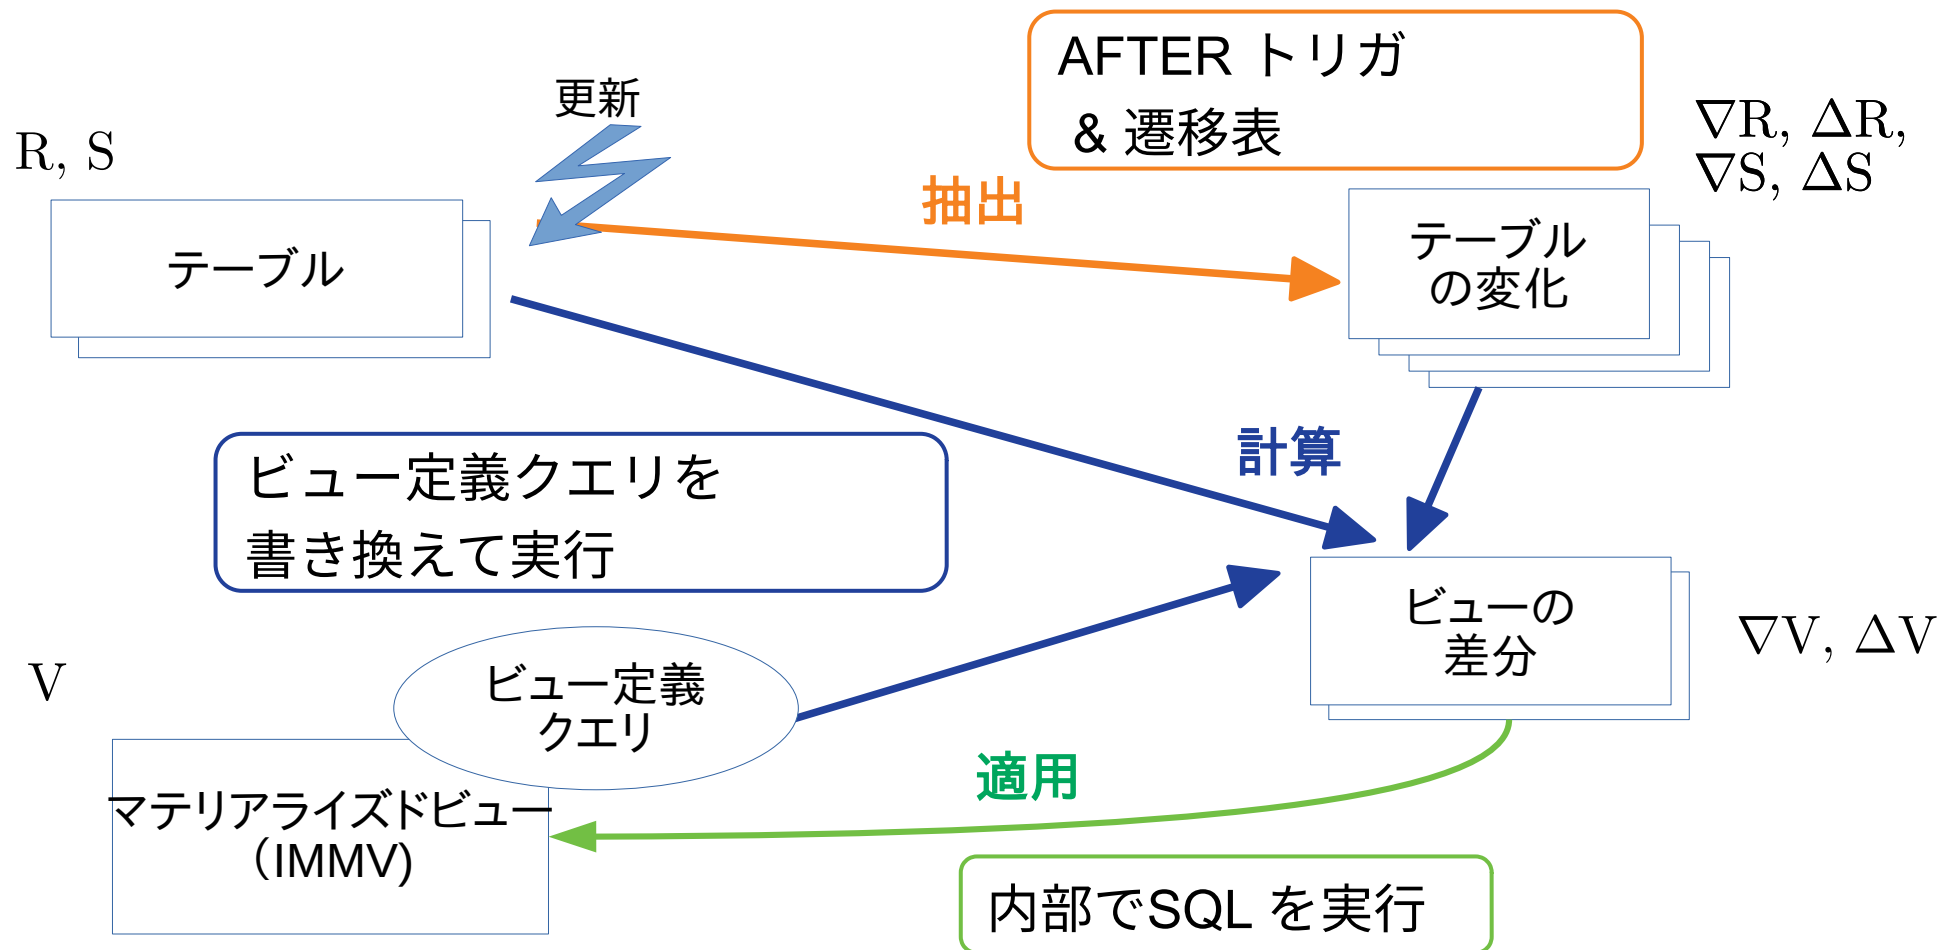 AFTER トリガ
& 遷移表
更新
R, S
∇R, ΔR,
∇S, ΔS
抽出
テーブル
テーブル
の変化
計算
ビュー定義クエリを
書き換えて実行
ビューの
差分
∇V, ΔV
V
ビュー定義
クエリ
適用
マテリアライズドビュー
（IMMV)
内部でSQL を実行